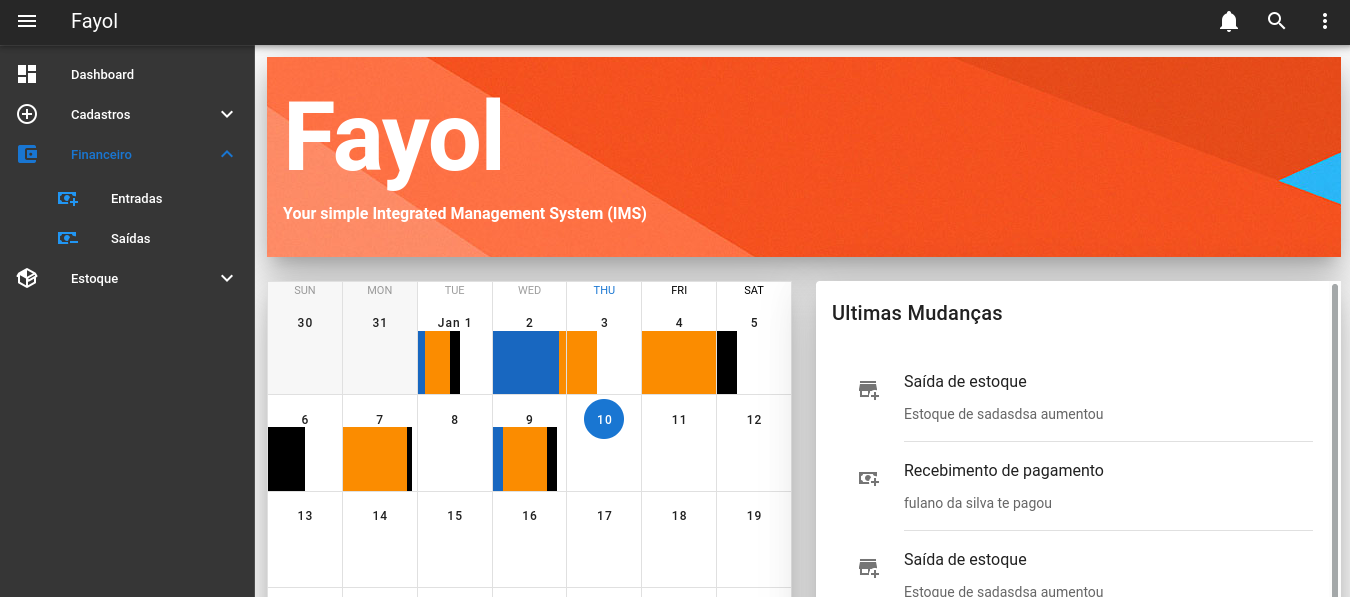 Fayol
Dashboard
Cadastros
Financeiro
Entradas
Saídas
Estoque
Fayol
Your simple Integrated Management System (IMS)
SUN MON TUE WED THU FRI SAT
30 31 Jan 1 2 3 4 5
6 7 8 9 10 11 12
13 14 15 16 17 18 19
Ultimas Mudanças
Saída de estoque
Estoque de sadasdsa aumentou
Recebimento de pagamento
fulano da silva te pagou
Saída de estoque
Estoque de sadasdsa aumentou